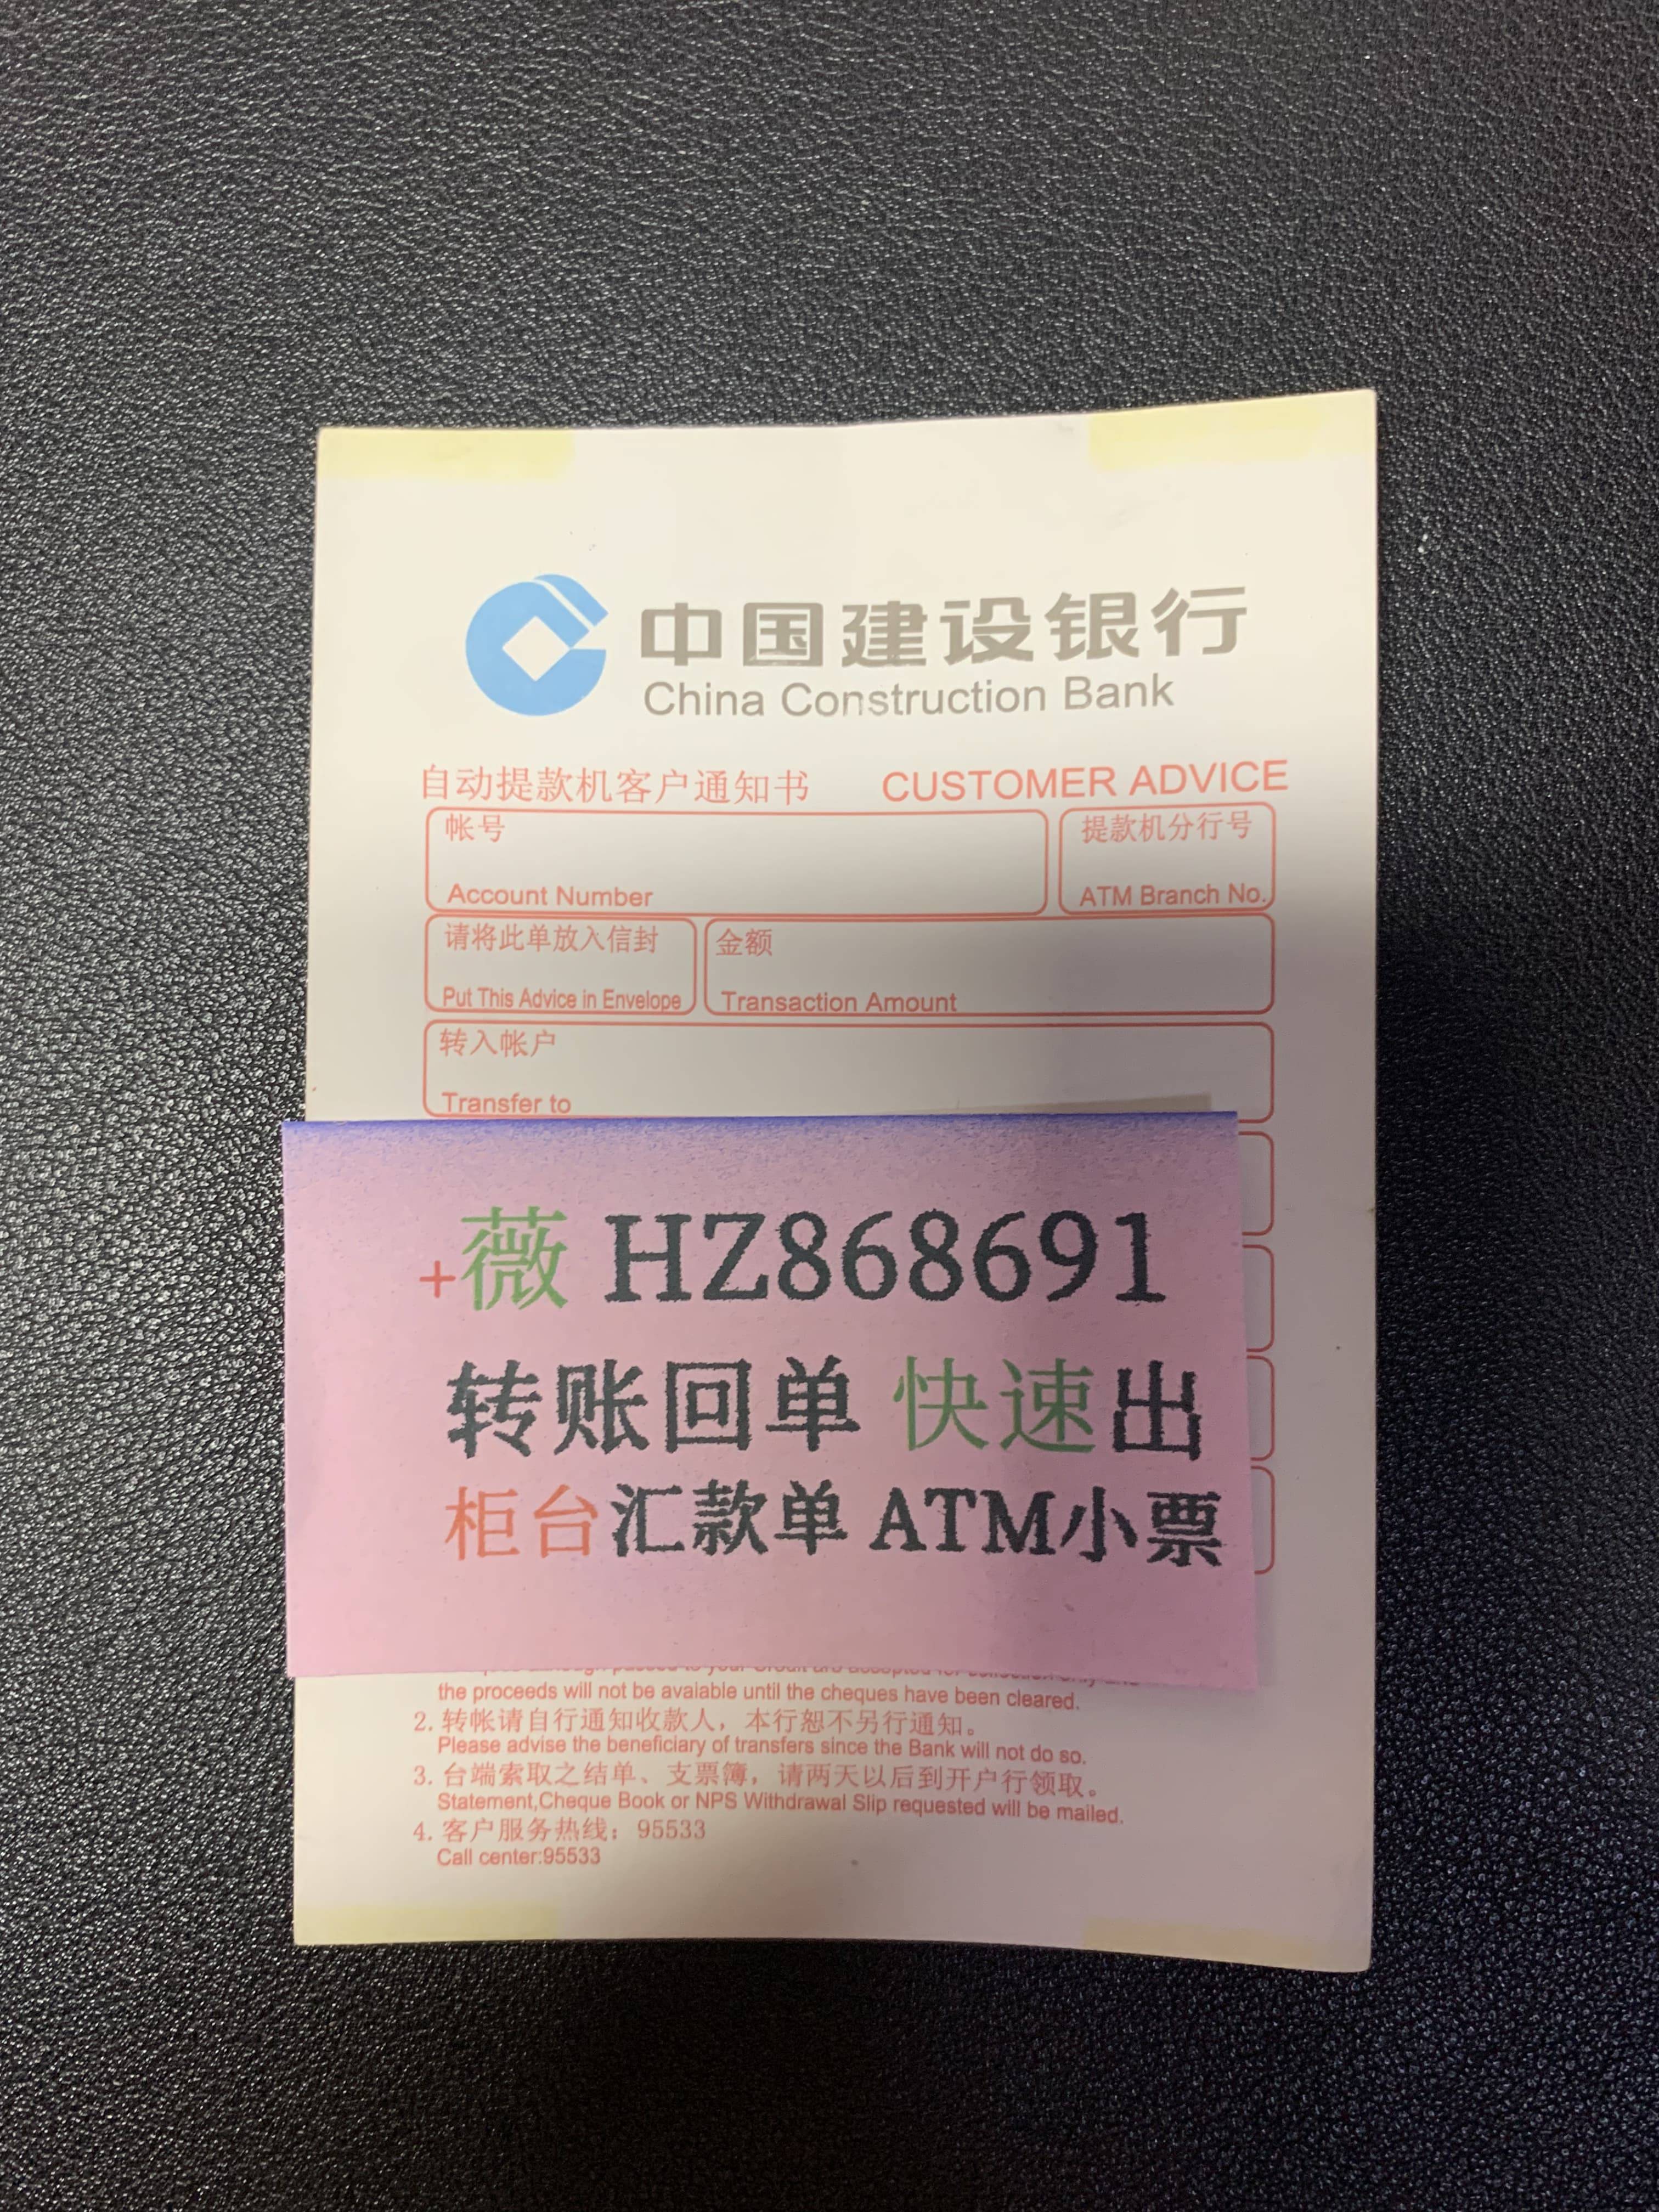 中国建设银行
China Construction Bank
自动提款机客户通知书 CUSTOMER ADVICE
帐号 提款机分行号
Account Number ATM Branch No.
请将此单放入信封 金额
Put This Advice in Envelope Transaction Amount
转入帐户
Transfer to
+薇 HZ868691
转账回单 快速出
柜台汇款单 ATM小票
the proceeds will not be avaiable until the cheques have been cleared.
2. 转帐请自行通知收款人，本行恕不另行通知。
Please advise the beneficiary of transfers since the Bank will not do so.
3. 台端索取之结单、支票簿，请两天以后到开户行领取。
Statement,Cheque Book or NPS Withdrawal Slip requested will be mailed.
4. 客户服务热线：95533
Call center:95533